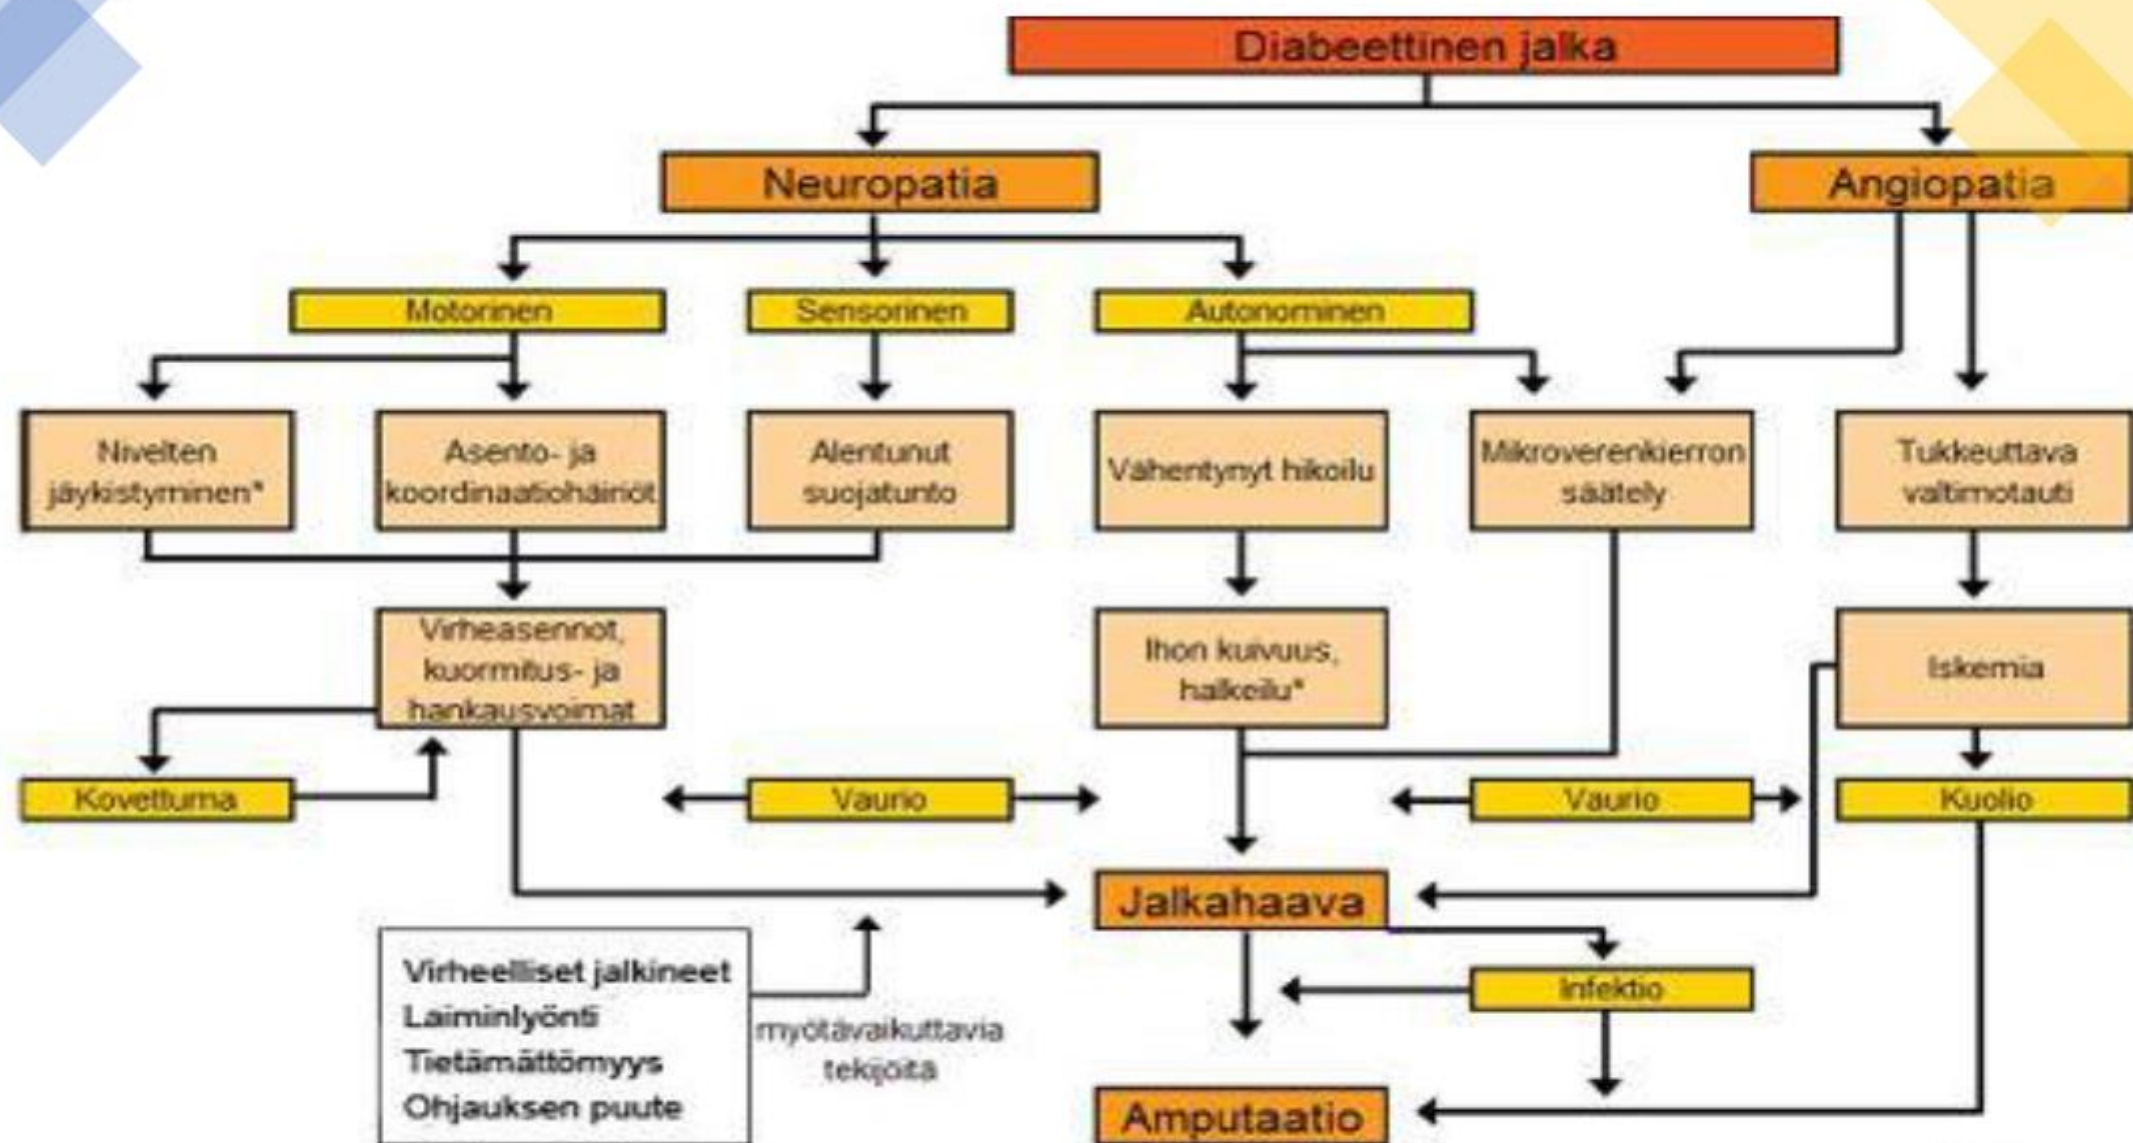 Diabeettinen jalka
Neuropatia
Angiopatia
Motorinen
Sensorinen
Autonominen
Nivelten
jäykistyminen*
Asento- ja
koordinaatiohäiriöt
Alentunut
suojatunto
Vähentynyt hikoilu
Mikroverenkierron
säätely
Tukkeuttava
valtimotauti
Virheasennot,
kuormitus- ja
hankausvoimat
Ihon kuivuus,
halkeilu*
Iskemia
Kovettuma
Vaurio
Vaurio
Kuolio
Jalkahaava
Virheelliset jalkineet
Laiminlyönti
Tietämättömyys
Ohjauksen puute
myötävaikuttavia
tekijöitä
Infektio
Amputaatio